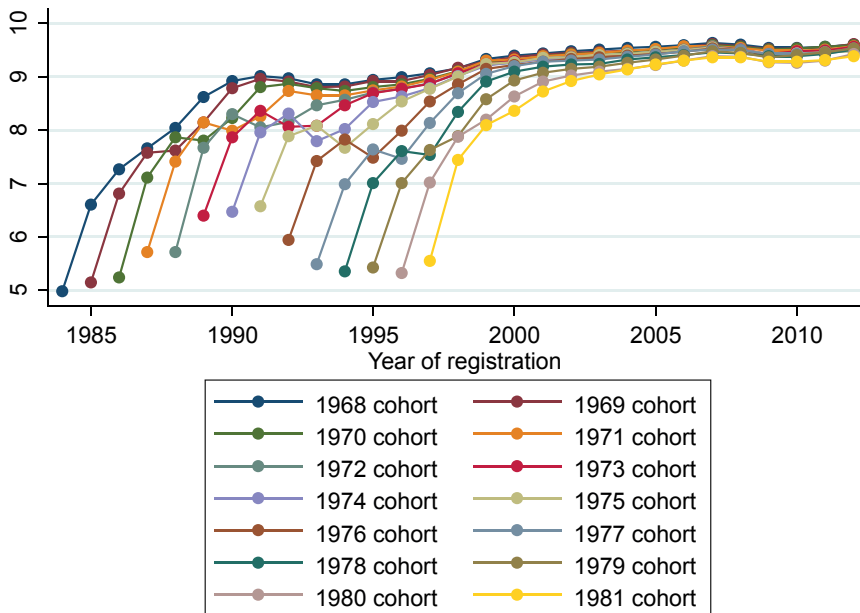 10
9
8
7
6
5
1985 1990 1995 2000 2005 2010
Year of registration
1968 cohort 1969 cohort
1970 cohort 1971 cohort
1972 cohort 1973 cohort
1974 cohort 1975 cohort
1976 cohort 1977 cohort
1978 cohort 1979 cohort
1980 cohort 1981 cohort